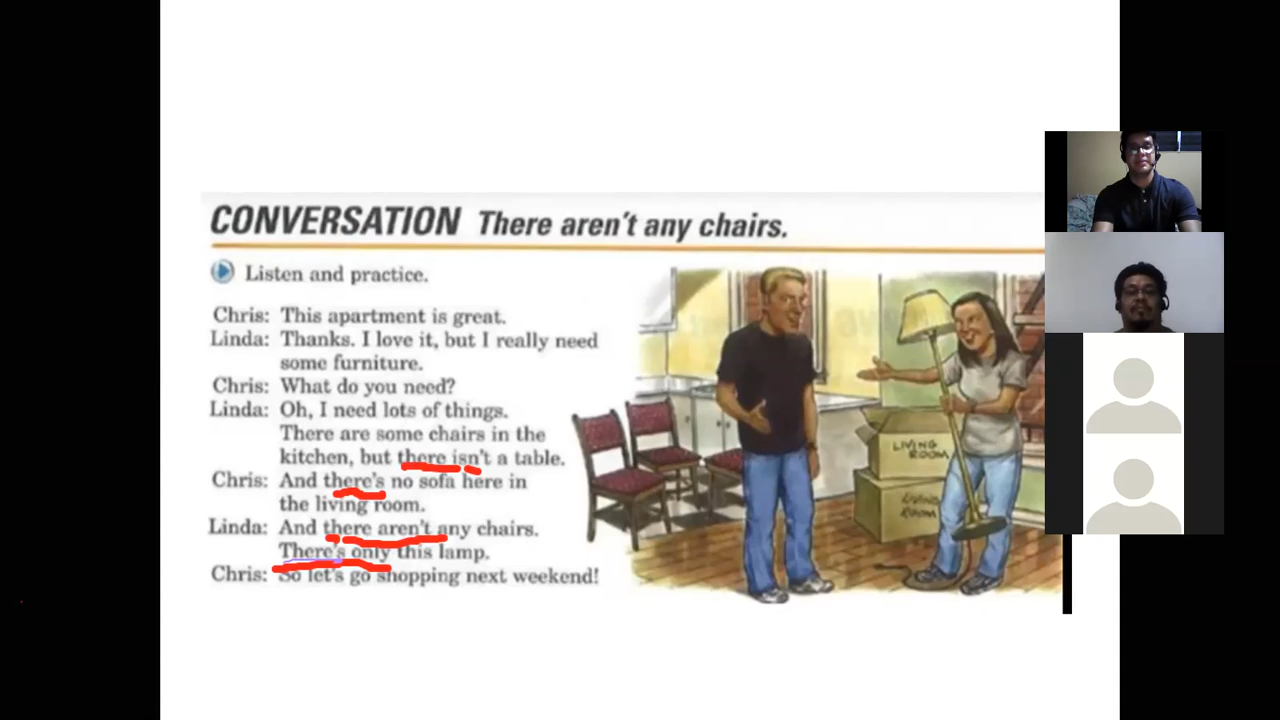 CONVERSATION There aren't any chairs.
Listen and practice.
Chris: This apartment is great.
Linda: Thanks. I love it, but I really need
some furniture.
Chris: What do you need?
Linda: Oh, I need lots of things.
There are some chairs in the
kitchen, but there isn't a table.
Chris: And there's no sofa here in
the living room.
Linda: And there aren't any chairs.
There's only this lamp.
Chris: So let's go shopping next weekend!
LIVING
ROOM
LIVING
ROOM